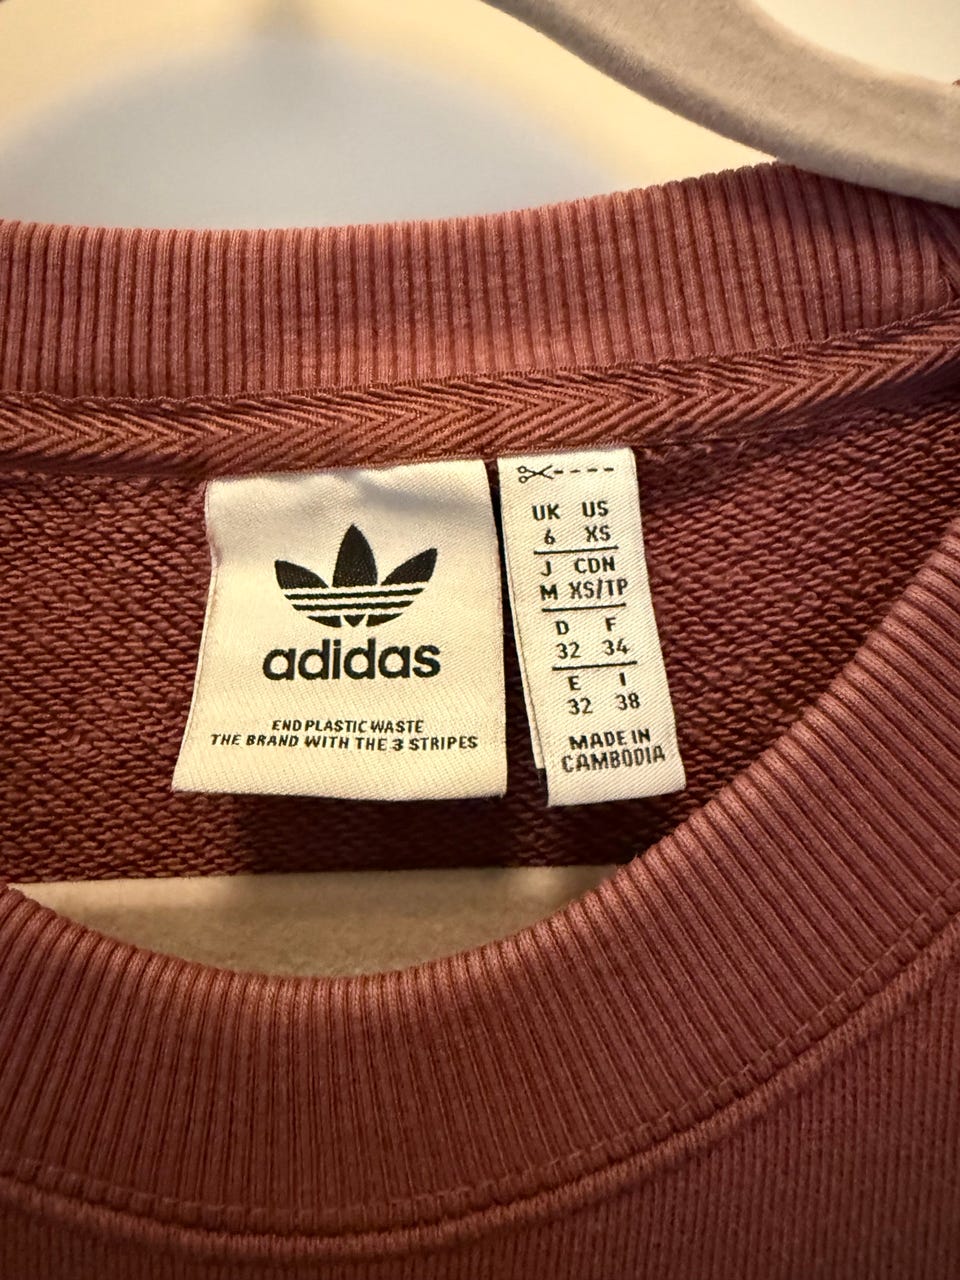 adidas
END PLASTIC WASTE
THE BRAND WITH THE 3 STRIPES
UK US
6 XS
J CDN
M XS/TP
D F
32 34
E I
32 38
MADE IN
CAMBODIA